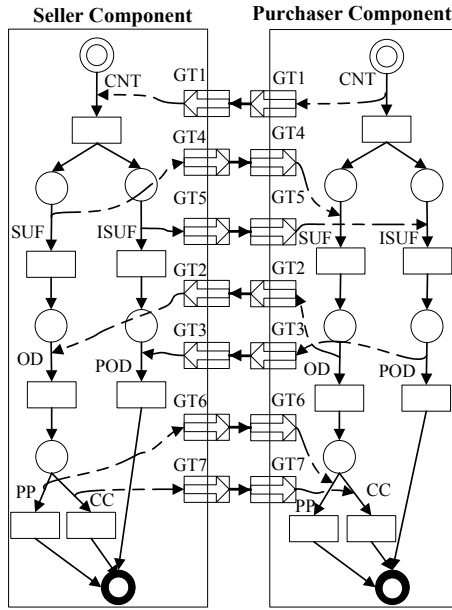 Seller Component
Purchaser Component
CNT
GT1
GT1
CNT
GT4
GT4
GT5
GT5
SUF
ISUF
SUF
ISUF
GT2
GT2
GT3
GT3
OD
POD
OD
POD
GT6
GT6
GT7
GT7
PP
CC
PP
CC